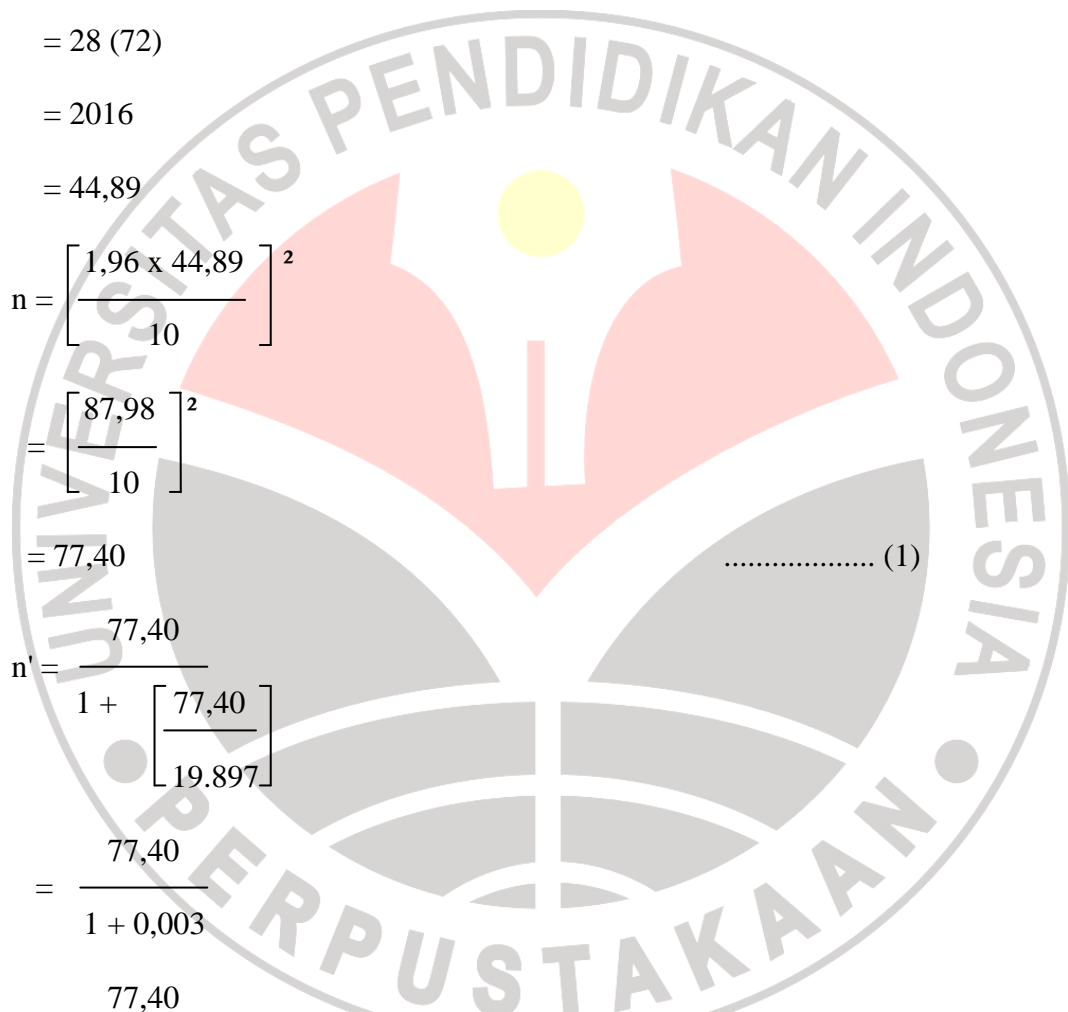 = 28 (72)
= 2016
= 44,89
n = [ 1,96 x 44,89 / 10 ] ²
= [ 87,98 / 10 ] ²
= 77,40 ................... (1)
n' = 77,40 / 1 + [ 77,40 / 19.897 ]
= 77,40 / 1 + 0,003
77,40
UNIVERSITAS PENDIDIKAN INDONESIA
PERPUSTAKAAN